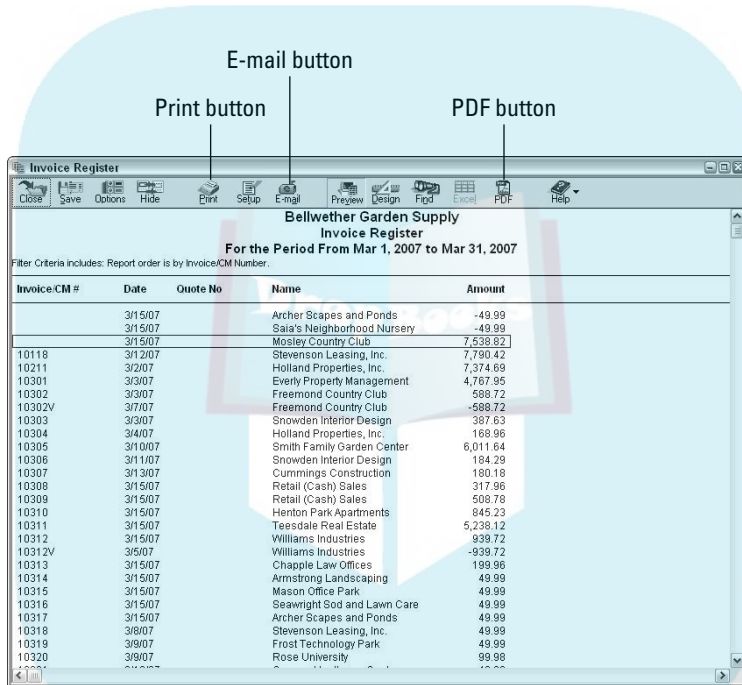 E-mail button
Print button PDF button
Invoice Register
Close Save Options Hide Print Setup E-mail Preview Design Find Excel PDF Help
Bellwether Garden Supply
Invoice Register
For the Period From Mar 1, 2007 to Mar 31, 2007
Filter Criteria includes: Report order is by Invoice/CM Number.
Invoice/CM # Date Quote No Name Amount
3/15/07 Archer Scapes and Ponds -49.99
3/15/07 Saia's Neighborhood Nursery -49.99
3/15/07 Mosley Country Club 7,538.82
10118 3/12/07 Stevenson Leasing, Inc. 7,790.42
10211 3/2/07 Holland Properties, Inc. 7,374.69
10301 3/3/07 Everly Property Management 4,767.95
10302 3/3/07 Freemond Country Club 588.72
10302V 3/7/07 Freemond Country Club -588.72
10303 3/3/07 Snowden Interior Design 387.63
10304 3/4/07 Holland Properties, Inc. 168.96
10305 3/10/07 Smith Family Garden Center 6,011.64
10306 3/11/07 Snowden Interior Design 184.29
10307 3/13/07 Cummings Construction 180.18
10308 3/15/07 Retail (Cash) Sales 317.96
10309 3/15/07 Retail (Cash) Sales 508.78
10310 3/15/07 Henton Park Apartments 845.23
10311 3/15/07 Teesdale Real Estate 5,238.12
10312 3/15/07 Williams Industries 939.72
10312V 3/5/07 Williams Industries -939.72
10313 3/15/07 Chapple Law Offices 199.96
10314 3/15/07 Armstrong Landscaping 49.99
10315 3/15/07 Mason Office Park 49.99
10316 3/15/07 Seawright Sod and Lawn Care 49.99
10317 3/15/07 Archer Scapes and Ponds 49.99
10318 3/8/07 Stevenson Leasing, Inc. 49.99
10319 3/9/07 Frost Technology Park 49.99
10320 3/9/07 Rose University 99.98